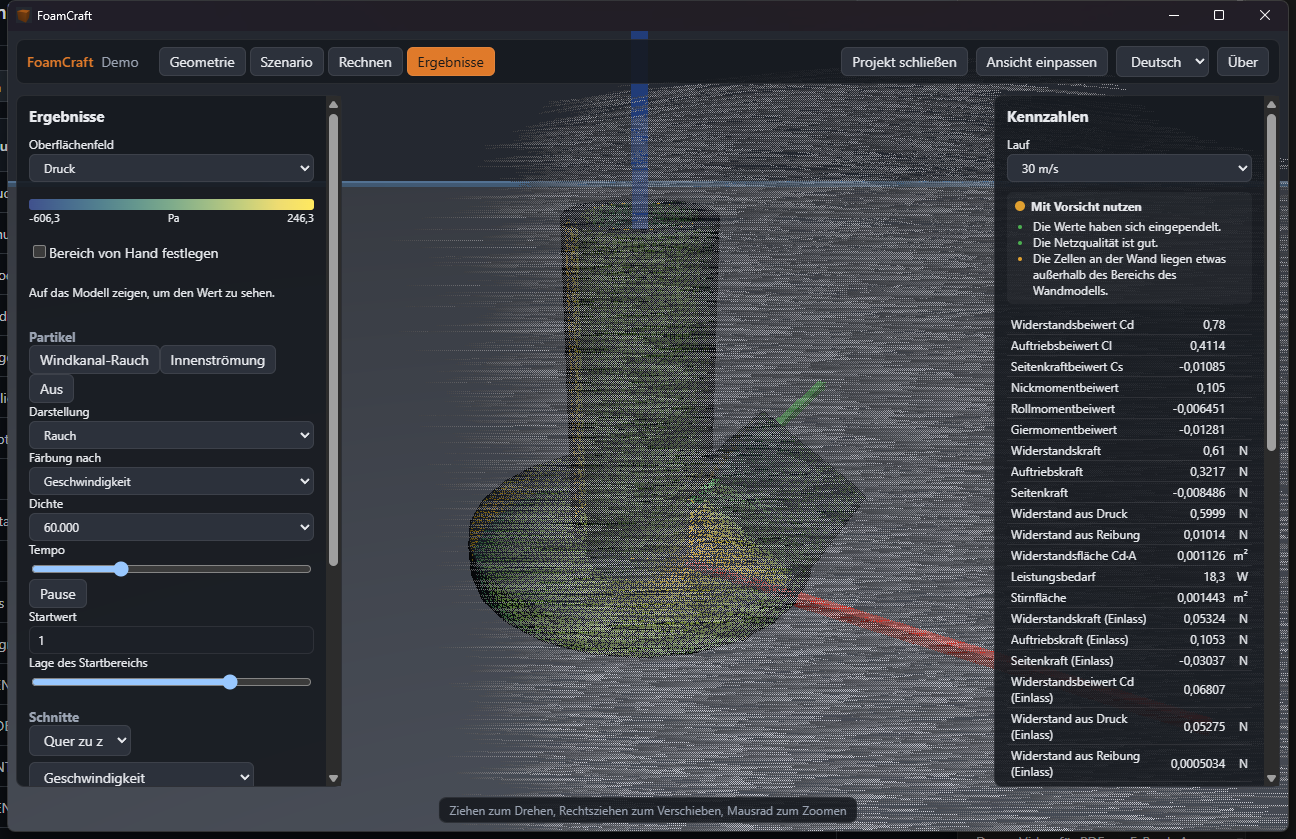 FoamCraft
FoamCraft Demo Geometrie Szenario Rechnen Ergebnisse Projekt schließen Ansicht einpassen Deutsch Über
Ergebnisse
Oberflächenfeld
Druck
-606,3 Pa 246,3
Bereich von Hand festlegen
Auf das Modell zeigen, um den Wert zu sehen.
Partikel
Windkanal-Rauch Innenströmung
Aus
Darstellung
Rauch
Färbung nach
Geschwindigkeit
Dichte
60.000
Tempo
Pause
Startwert
1
Lage des Startbereichs
Schnitte
Quer zu z
Geschwindigkeit
Kennzahlen
Lauf
30 m/s
Mit Vorsicht nutzen
Die Werte haben sich eingependelt.
Die Netzqualität ist gut.
Die Zellen an der Wand liegen etwas
außerhalb des Bereichs des
Wandmodells.
Widerstandsbeiwert Cd 0,78
Auftriebsbeiwert Cl 0,4114
Seitenkraftbeiwert Cs -0,01085
Nickmomentbeiwert 0,105
Rollmomentbeiwert -0,006451
Giermomentbeiwert -0,01281
Widerstandskraft 0,61 N
Auftriebskraft 0,3217 N
Seitenkraft -0,008486 N
Widerstand aus Druck 0,5999 N
Widerstand aus Reibung 0,01014 N
Widerstandsfläche Cd·A 0,001126 m²
Leistungsbedarf 18,3 W
Stirnfläche 0,001443 m²
Widerstandskraft (Einlass) 0,05324 N
Auftriebskraft (Einlass) 0,1053 N
Seitenkraft (Einlass) -0,03037 N
Widerstandsbeiwert Cd
(Einlass) 0,06807
Widerstand aus Druck
(Einlass) 0,05275 N
Widerstand aus Reibung
(Einlass) 0,0005034 N
Ziehen zum Drehen, Rechtsziehen zum Verschieben, Mausrad zum Zoomen